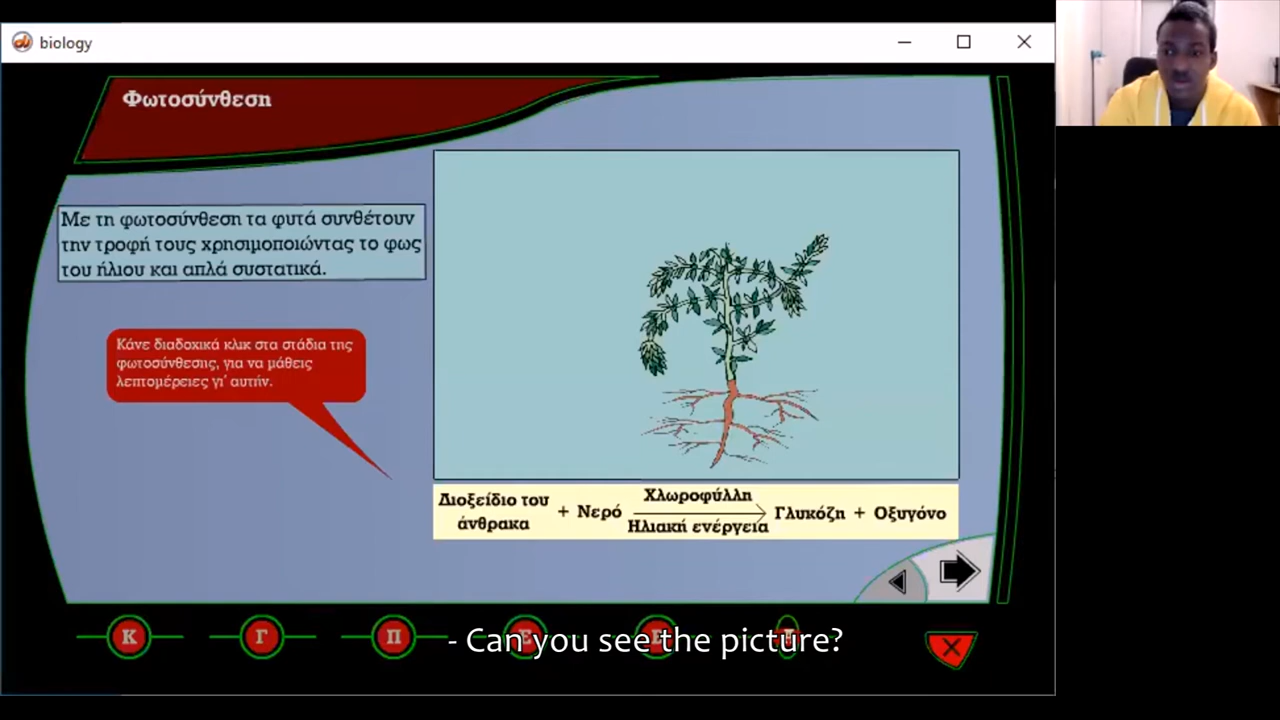 biology
Φωτοσύνθεση
Με τη φωτοσύνθεση τα φυτά συνθέτουν
την τροφή τους χρησιμοποιώντας το φως
του ήλιου και απλά συστατικά.
Κάνε διαδοχικά κλικ στα στάδια της
φωτοσύνθεσης, για να μάθεις
λεπτομέρειες γι' αυτήν.
Διοξείδιο του
άνθρακα
+ Νερό
Χλωροφύλλη
Ηλιακή ενέργεια
Γλυκόζη + Οξυγόνο
Κ Γ Π Ε
- Can you see the picture?